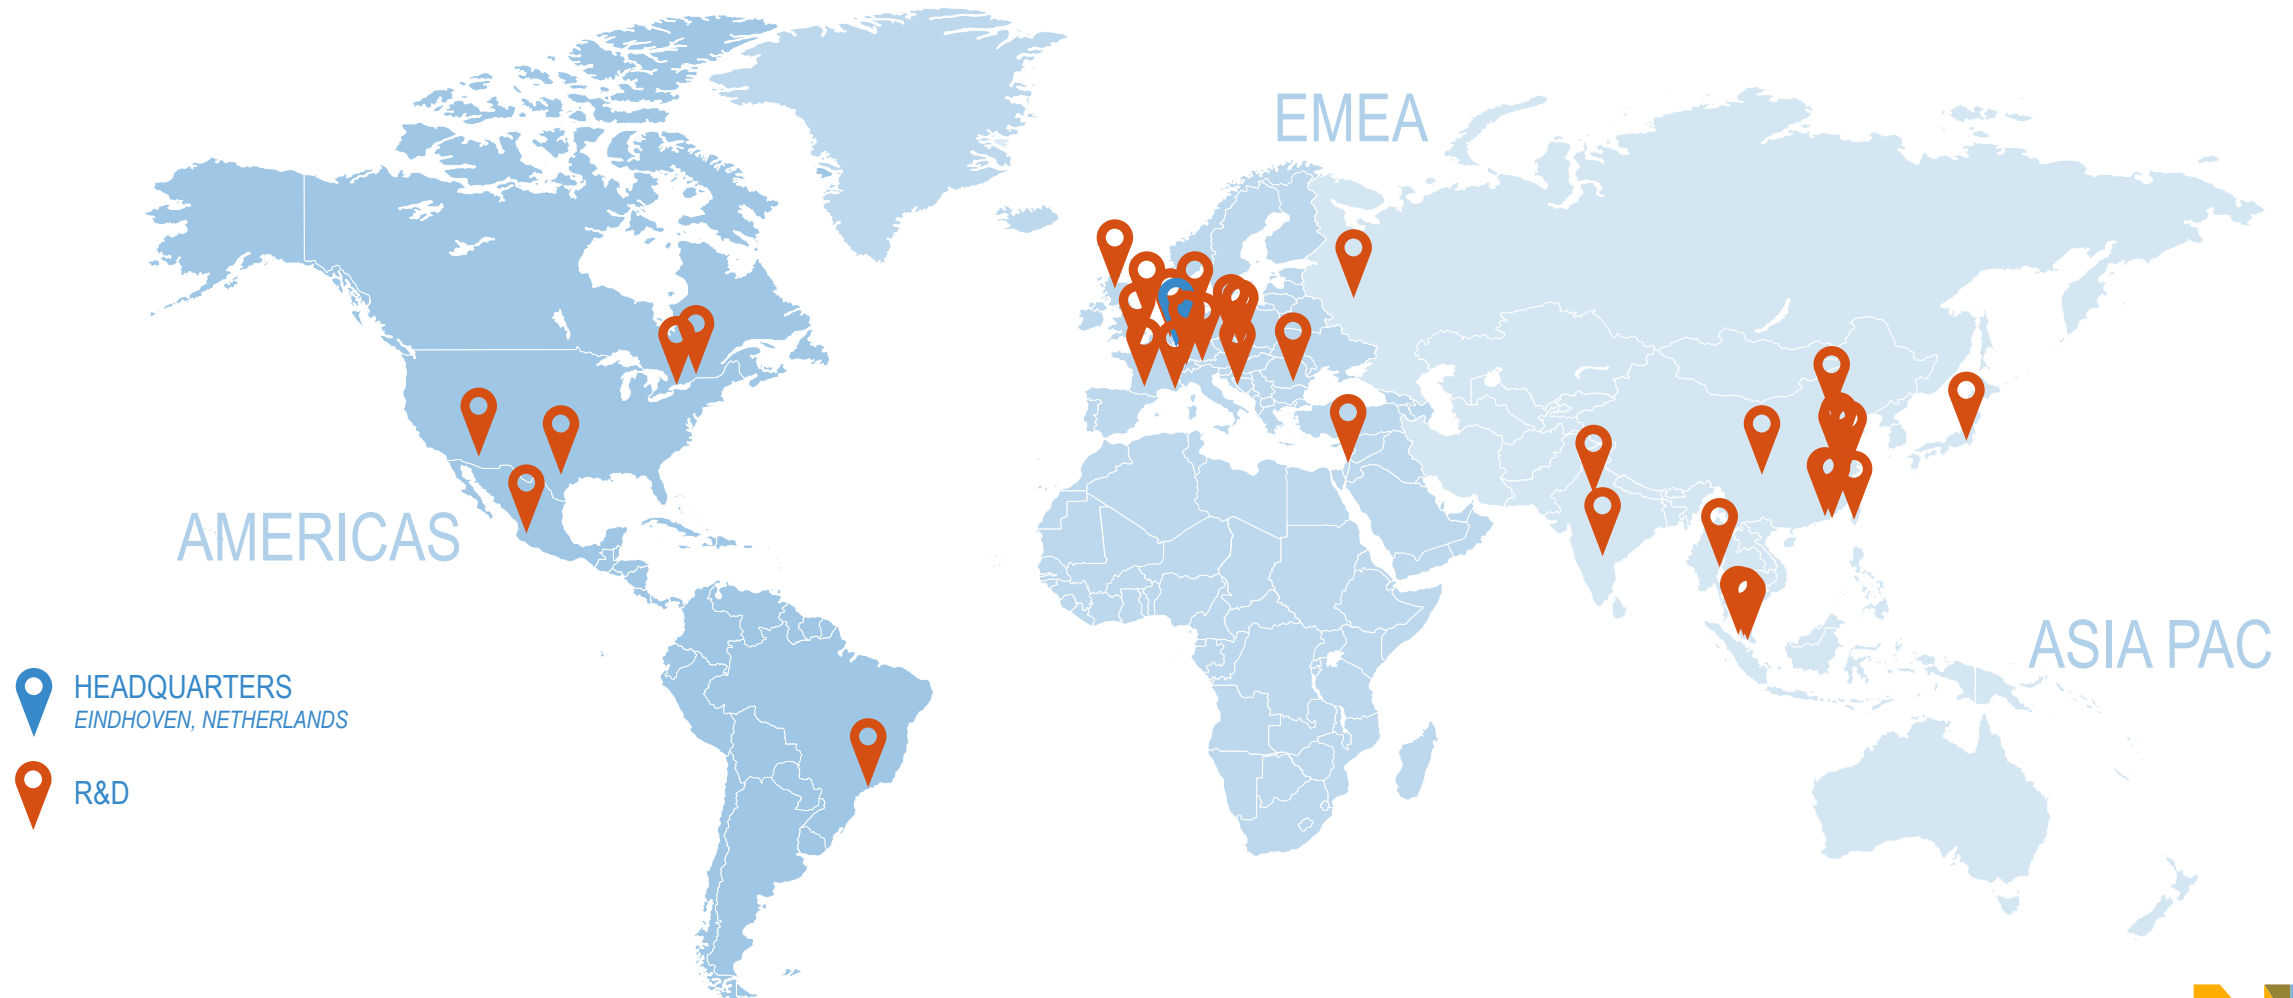 EMEA
AMERICAS
ASIA PAC
HEADQUARTERS
EINDHOVEN, NETHERLANDS
R&D